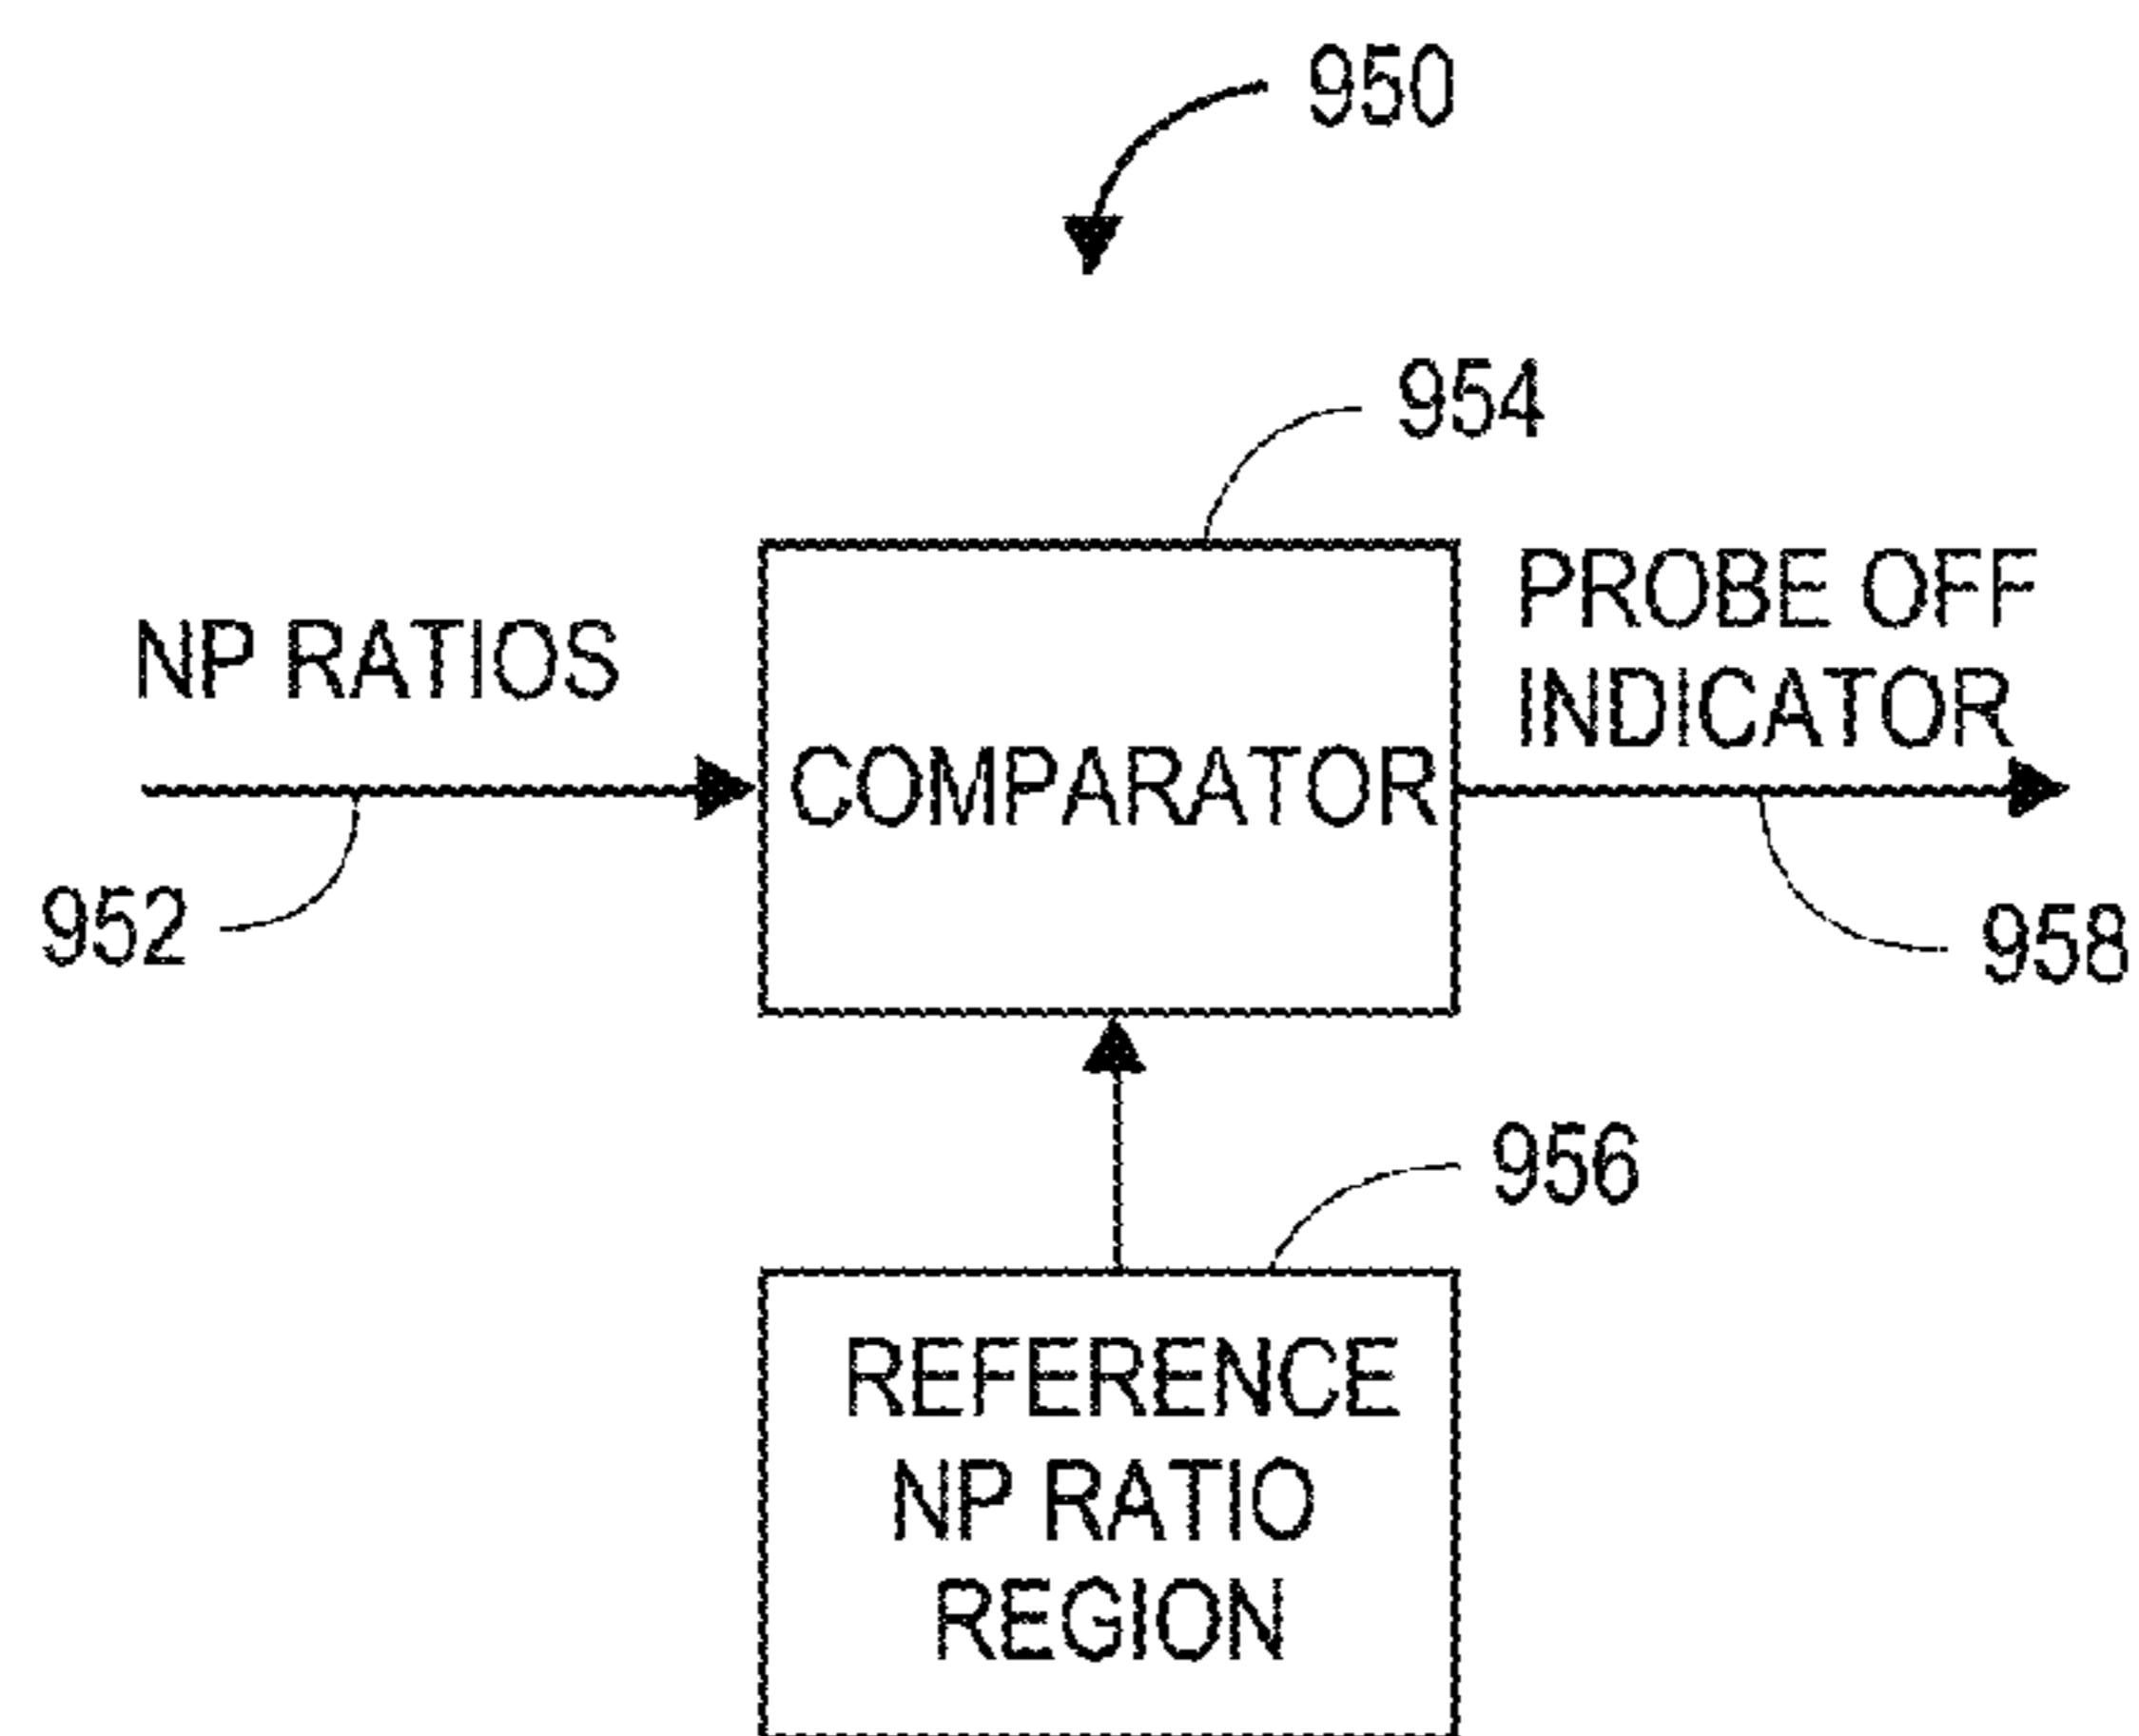 950
954
PROBE OFF
INDICATOR
NP RATIOS
COMPARATOR
952
958
956
REFERENCE
NP RATIO
REGION